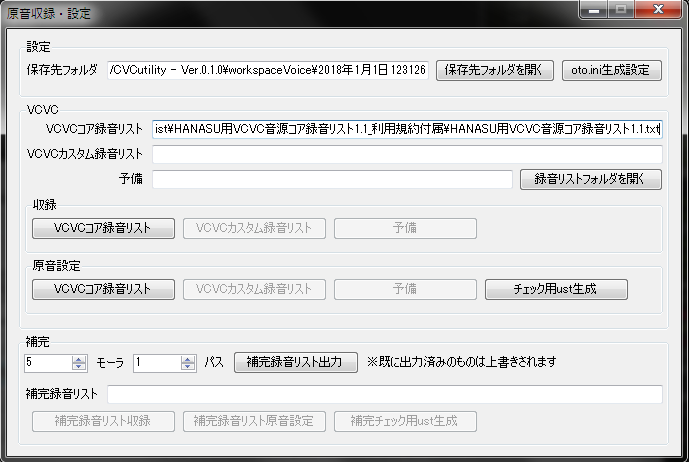 原音収録・設定
設定
保存先フォルダ /CVCutility - Ver.0.1.0¥workspaceVoice¥2018年1月1日123126 保存先フォルダを開く oto.ini生成設定
VCVC
VCVCコア録音リスト ist¥HANASU用VCVC音源コア録音リスト1.1_利用規約付属¥HANASU用VCVC音源コア録音リスト1.1.txt
VCVCカスタム録音リスト
予備 録音リストフォルダを開く
収録
VCVCコア録音リスト VCVCカスタム録音リスト 予備
原音設定
VCVCコア録音リスト VCVCカスタム録音リスト 予備 チェック用ust生成
補完
5 モーラ 1 パス 補完録音リスト出力 ※既に出力済みのものは上書きされます
補完録音リスト
補完録音リスト収録 補完録音リスト原音設定 補完チェック用ust生成